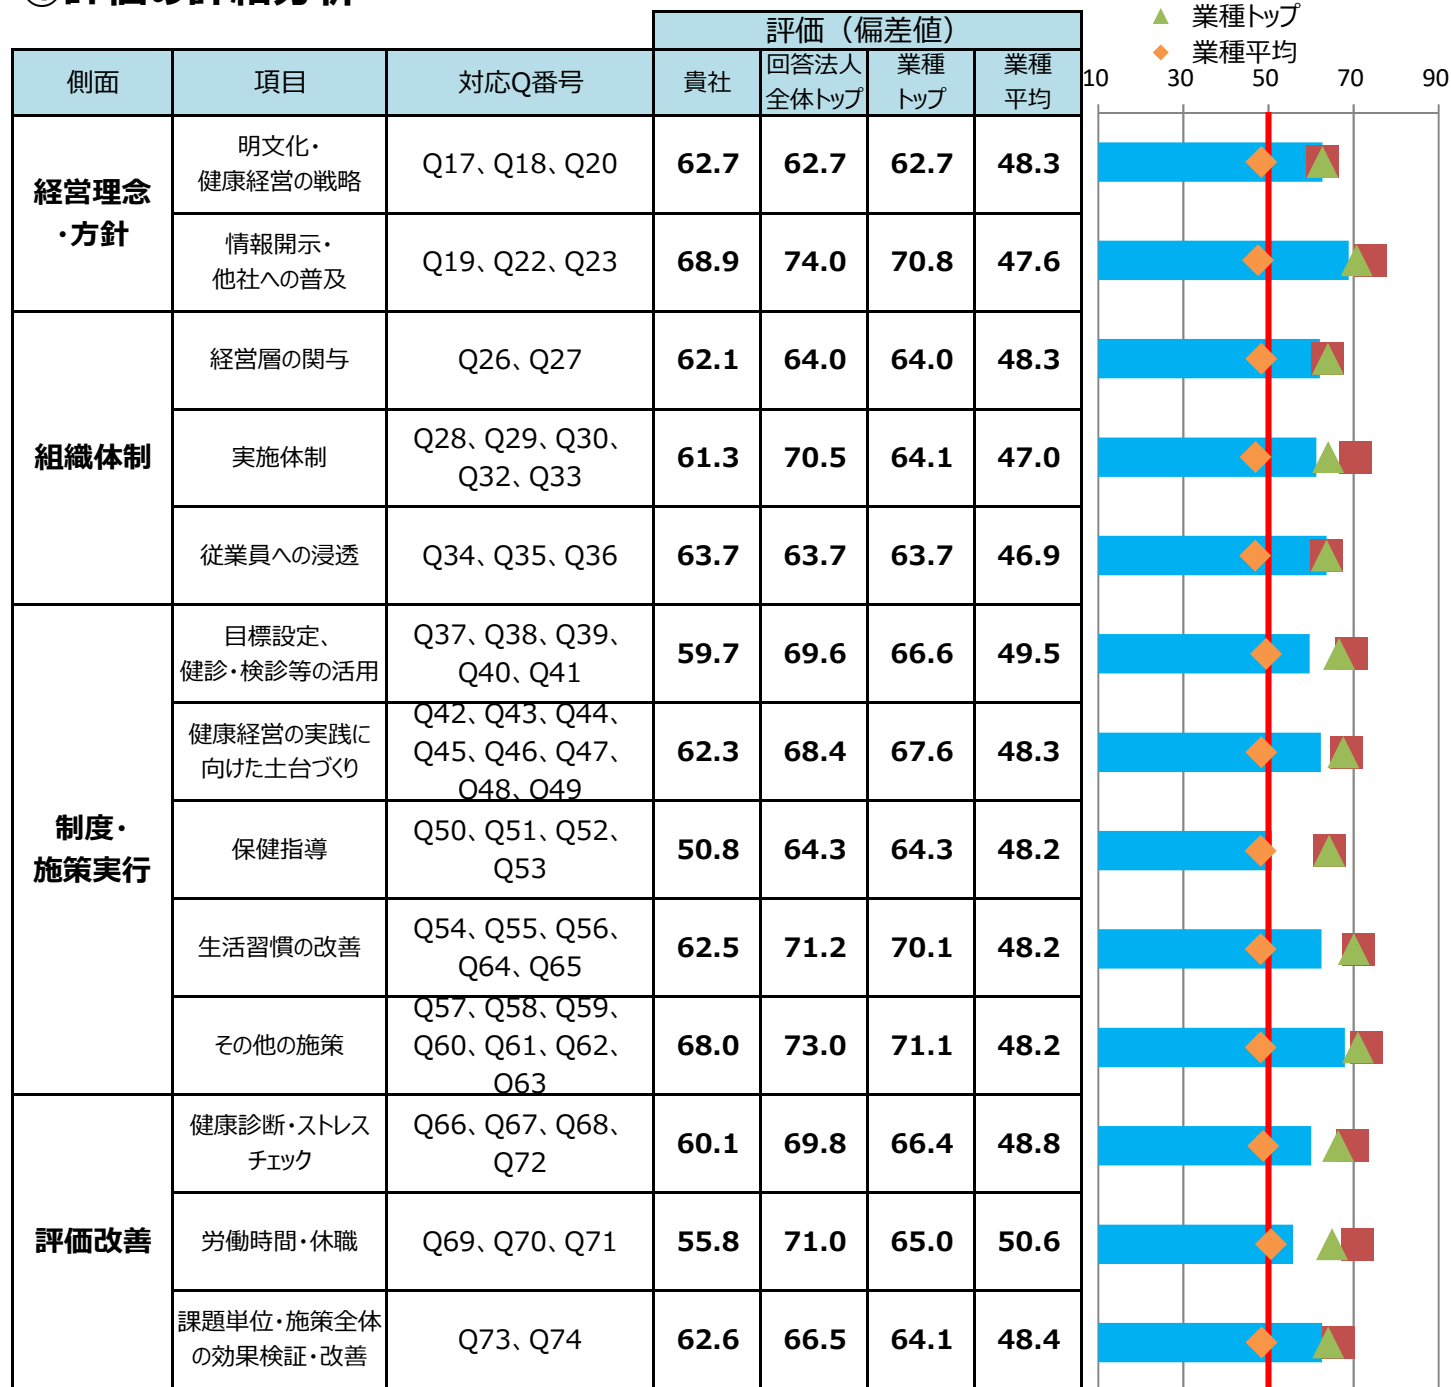 評価（偏差値）
業種トップ
業種平均
側面 項目 対応Q番号 貴社 回答法人 業種 業種
全体トップ トップ 平均
10 30 50 70 90
経営理念
・方針
明文化・
健康経営の戦略
Q17、Q18、Q20 62.7 62.7 62.7 48.3
情報開示・
他社への普及
Q19、Q22、Q23 68.9 74.0 70.8 47.6
組織体制
経営層の関与 Q26、Q27 62.1 64.0 64.0 48.3
実施体制
Q28、Q29、Q30、
Q32、Q33
61.3 70.5 64.1 47.0
従業員への浸透 Q34、Q35、Q36 63.7 63.7 63.7 46.9
制度・
施策実行
目標設定、
健診・検診等の活用
Q37、Q38、Q39、
Q40、Q41
59.7 69.6 66.6 49.5
健康経営の実践に
向けた土台づくり
Q42、Q43、Q44、
Q45、Q46、Q47、
Q48、Q49
62.3 68.4 67.6 48.3
保健指導
Q50、Q51、Q52、
Q53
50.8 64.3 64.3 48.2
生活習慣の改善
Q54、Q55、Q56、
Q64、Q65
62.5 71.2 70.1 48.2
その他の施策
Q57、Q58、Q59、
Q60、Q61、Q62、
Q63
68.0 73.0 71.1 48.2
評価改善
健康診断・ストレス
チェック
Q66、Q67、Q68、
Q72
60.1 69.8 66.4 48.8
労働時間・休職 Q69、Q70、Q71 55.8 71.0 65.0 50.6
課題単位・施策全体
の効果検証・改善
Q73、Q74 62.6 66.5 64.1 48.4